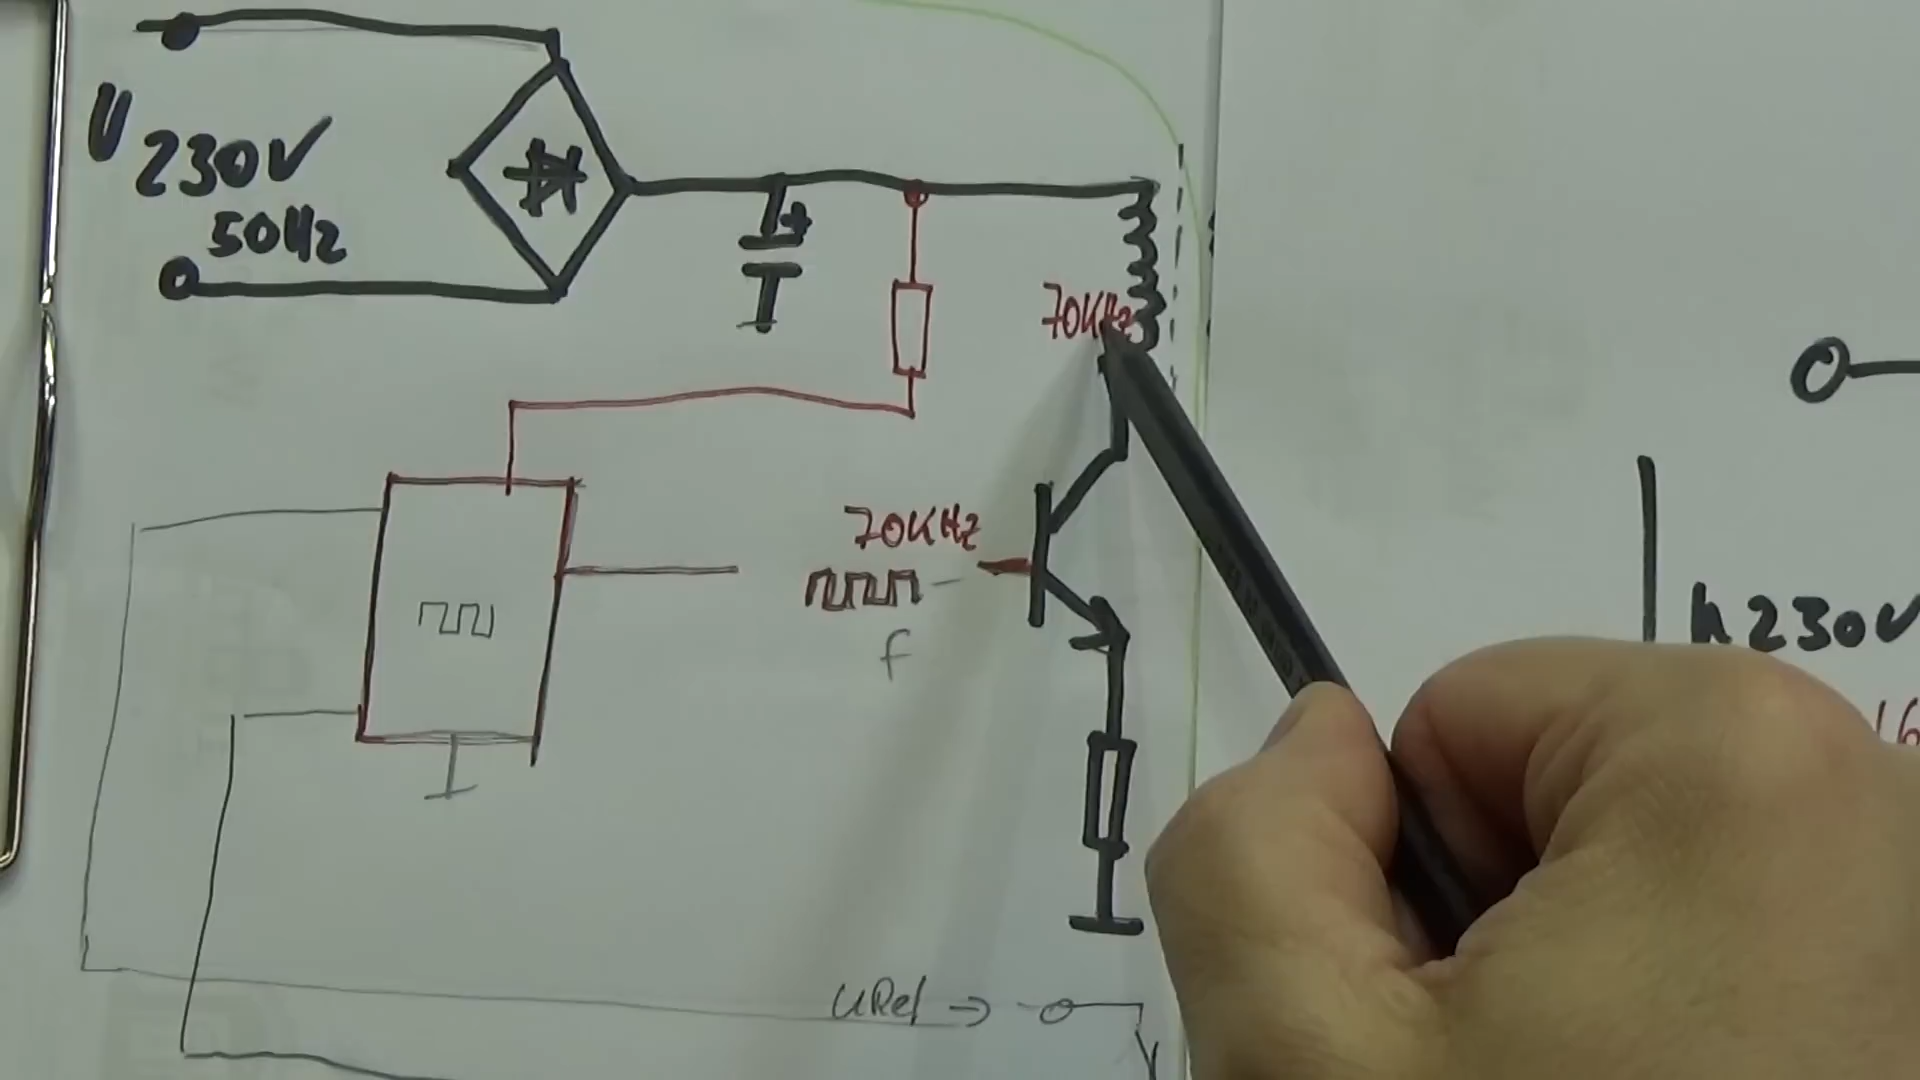 U 230V
50Hz
70KHz
70KHz
f
URef →
230V